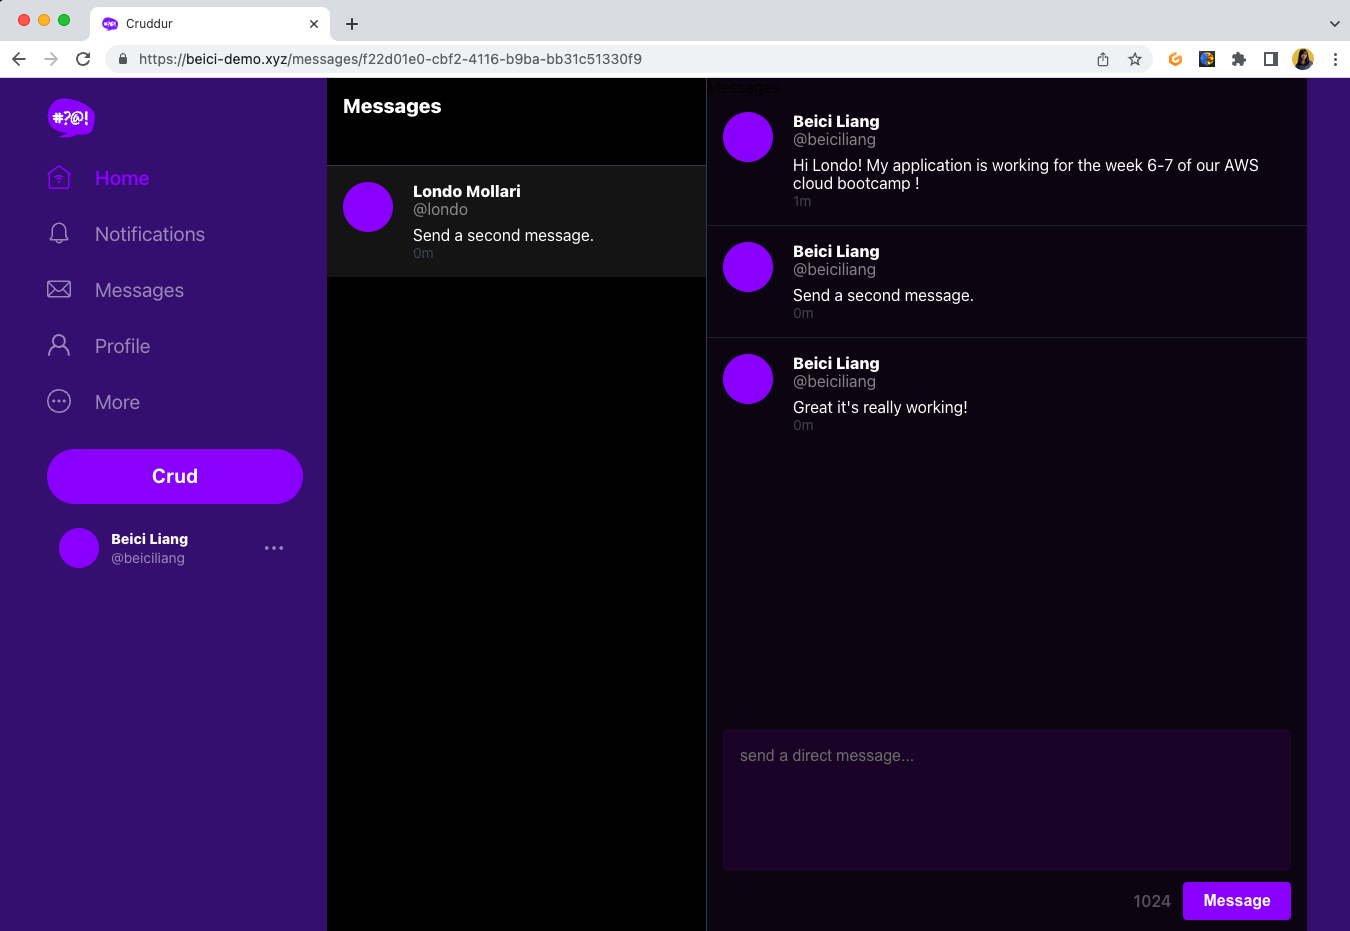 Cruddur
https://beici-demo.xyz/messages/f22d01e0-cbf2-4116-b9ba-bb31c51330f9
#?@!
Home
Notifications
Messages
Profile
More
Crud
Beici Liang
@beiciliang
Messages
Londo Mollari
@londo
Send a second message.
0m
Messages
Beici Liang
@beiciliang
Hi Londo! My application is working for the week 6-7 of our AWS
cloud bootcamp !
1m
Beici Liang
@beiciliang
Send a second message.
0m
Beici Liang
@beiciliang
Great it's really working!
0m
send a direct message...
1024
Message